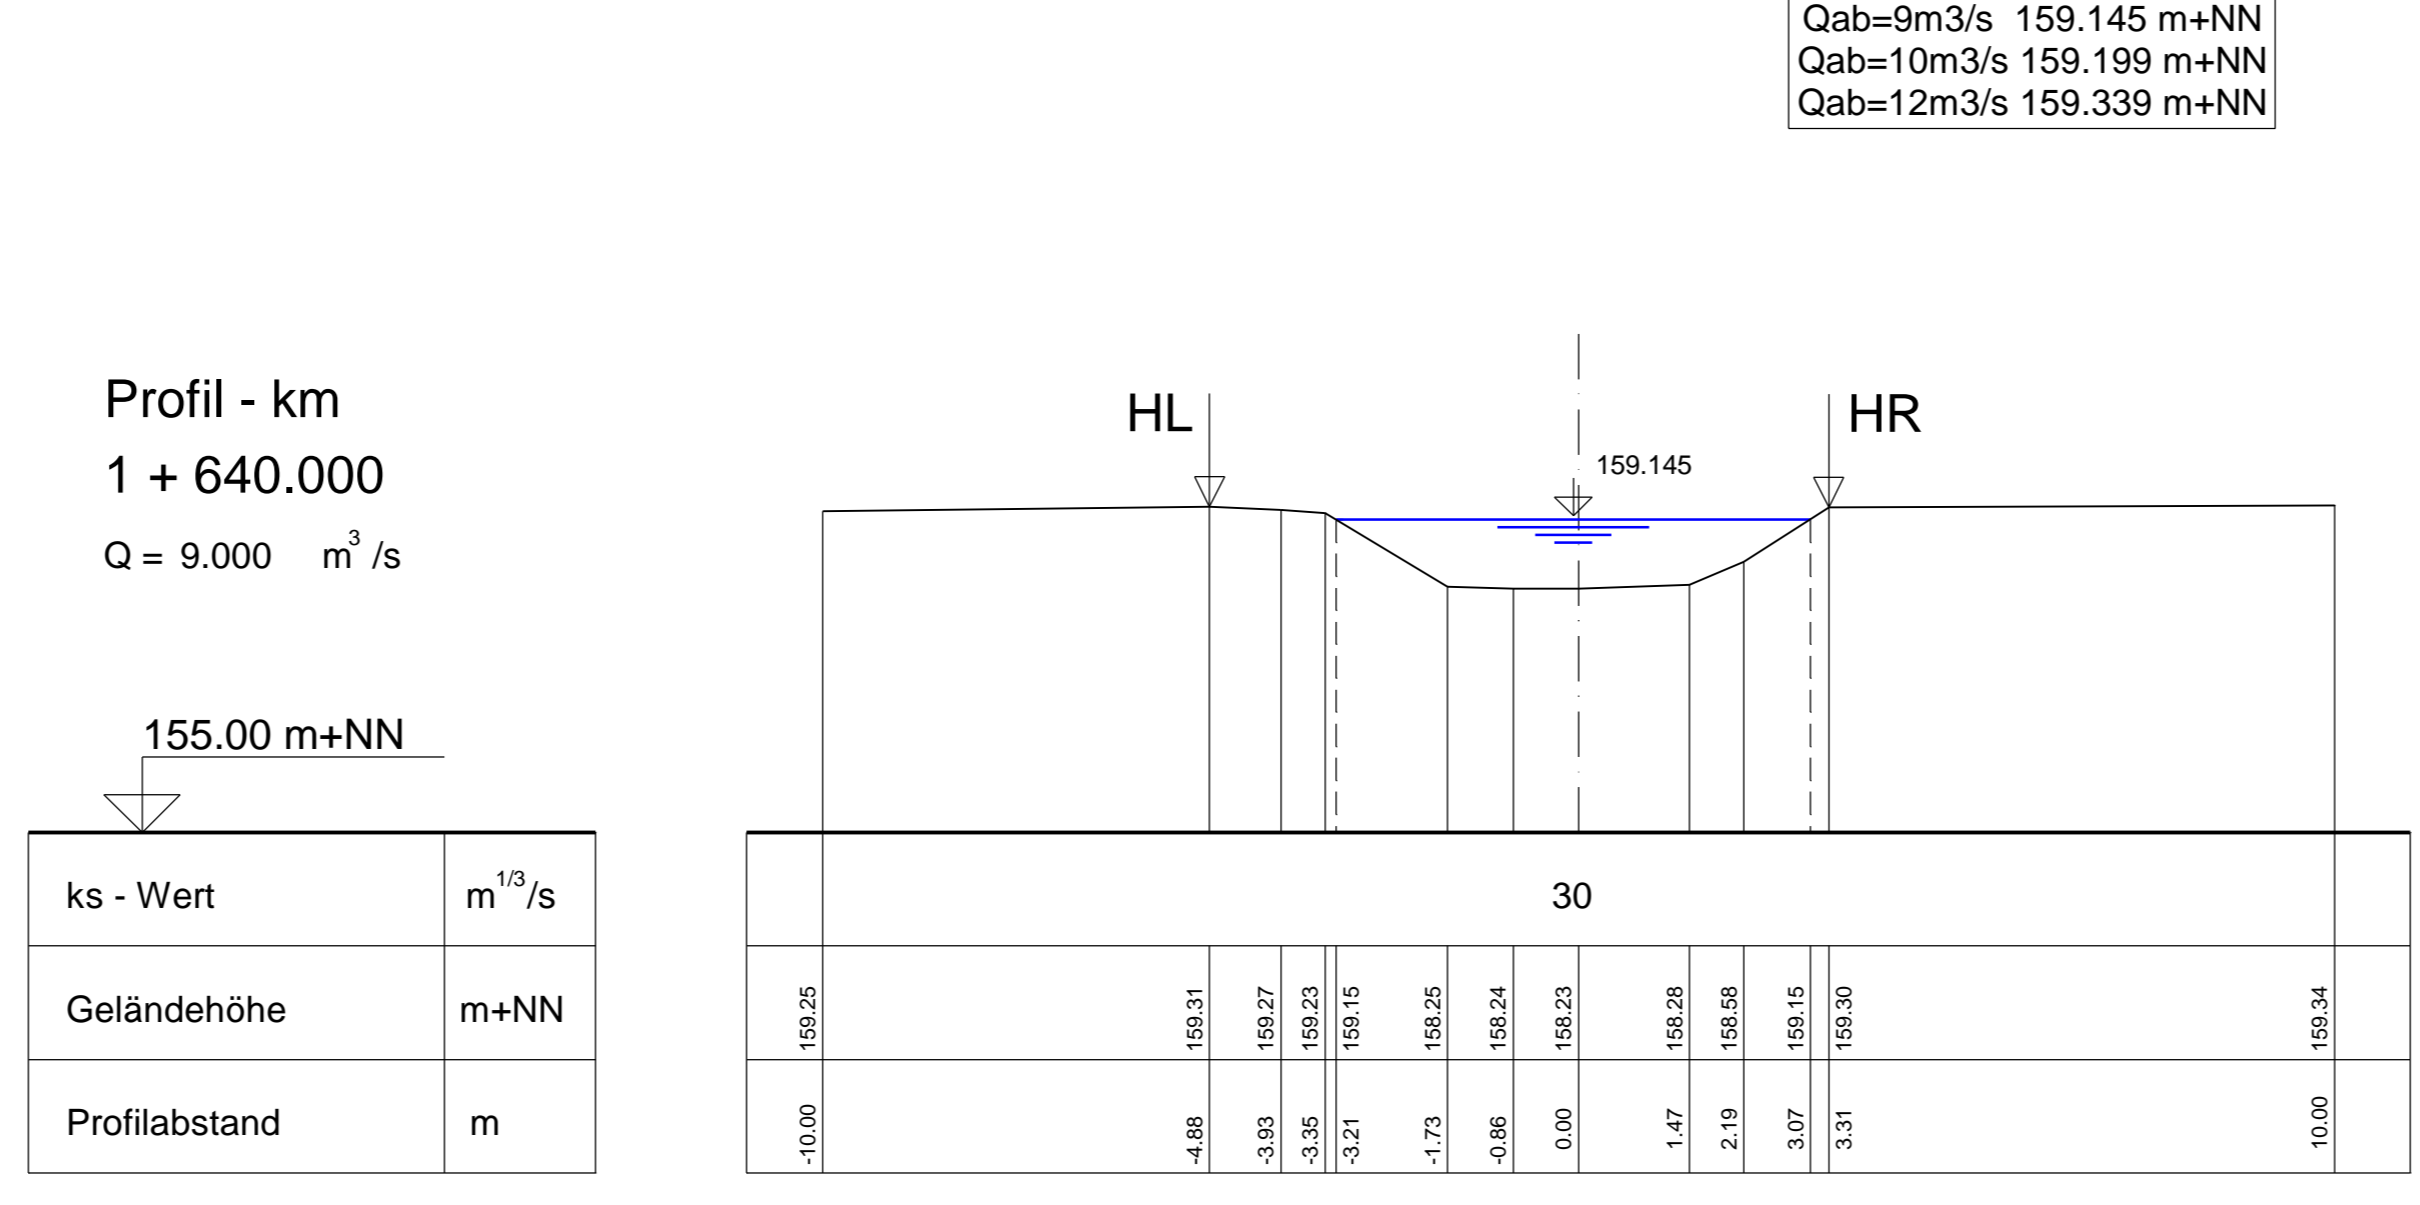 Qab=9m3/s 159.145 m+NN
Qab=10m3/s 159.199 m+NN
Qab=12m3/s 159.339 m+NN
Profil - km
1 + 640.000
Q = 9.000 m3 /s
HL
HR
159.145
155.00 m+NN
ks - Wert m1/3/s 30
Geländehöhe m+NN 159.25 159.31 159.27 159.23 159.15 158.25 158.24 158.23 158.28 158.58 159.15 159.30 159.34
Profilabstand m -10.00 -4.88 -3.93 -3.35 -3.21 -1.73 -0.86 0.00 1.47 2.19 3.07 3.31 10.00